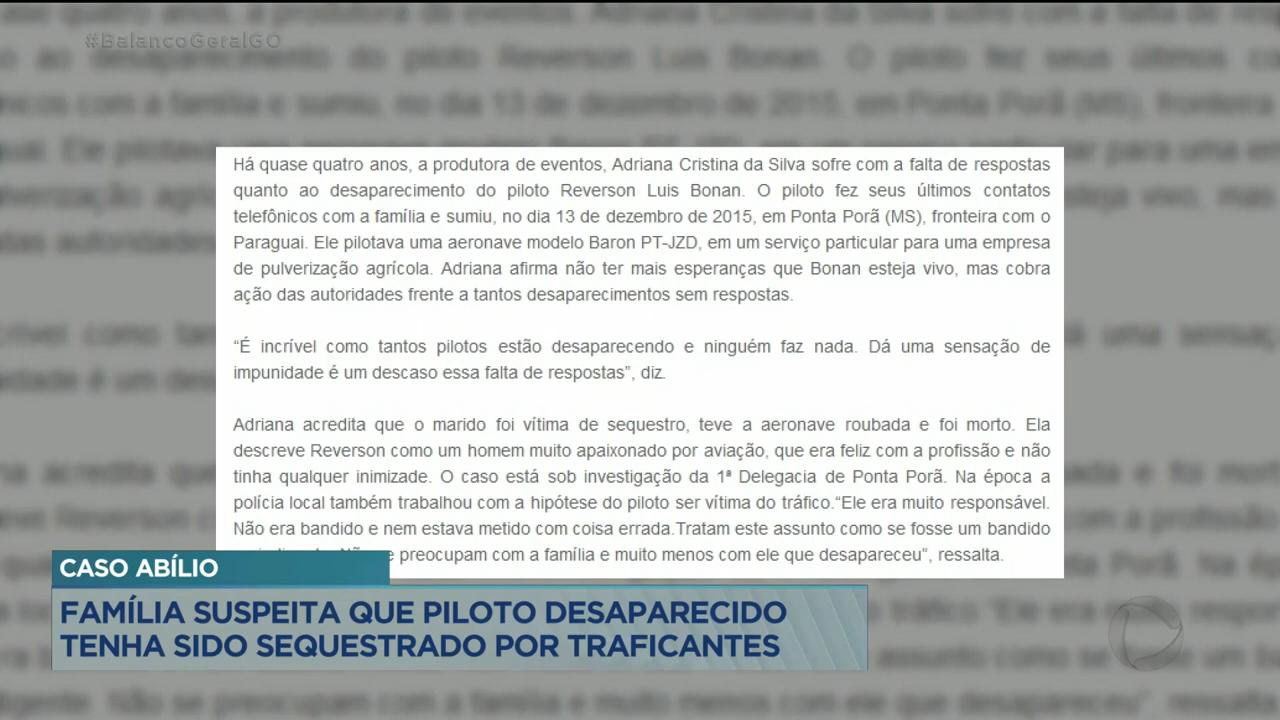 #BalancoGeralGO
Há quase quatro anos, a produtora de eventos, Adriana Cristina da Silva sofre com a falta de respostas
quanto ao desaparecimento do piloto Reverson Luis Bonan. O piloto fez seus últimos contatos
telefônicos com a família e sumiu, no dia 13 de dezembro de 2015, em Ponta Porã (MS), fronteira com o
Paraguai. Ele pilotava uma aeronave modelo Baron PT-JZD, em um serviço particular para uma empresa
de pulverização agrícola. Adriana afirma não ter mais esperanças que Bonan esteja vivo, mas cobra
ação das autoridades frente a tantos desaparecimentos sem respostas.
“É incrível como tantos pilotos estão desaparecendo e ninguém faz nada. Dá uma sensação de
impunidade é um descaso essa falta de respostas”, diz.
Adriana acredita que o marido foi vítima de sequestro, teve a aeronave roubada e foi morto. Ela
descreve Reverson como um homem muito apaixonado por aviação, que era feliz com a profissão e não
tinha qualquer inimizade. O caso está sob investigação da 1ª Delegacia de Ponta Porã. Na época a
polícia local também trabalhou com a hipótese do piloto ser vítima do tráfico.“Ele era muito responsável.
Não era bandido e nem estava metido com coisa errada.Tratam este assunto como se fosse um bandido
preocupam com a família e muito menos com ele que desapareceu”, ressalta.
CASO ABÍLIO
FAMÍLIA SUSPEITA QUE PILOTO DESAPARECIDO
TENHA SIDO SEQUESTRADO POR TRAFICANTES